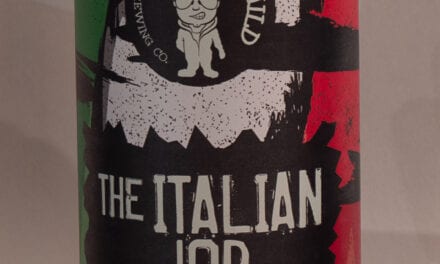 BREWING CO.
THE ITALIAN
JOB